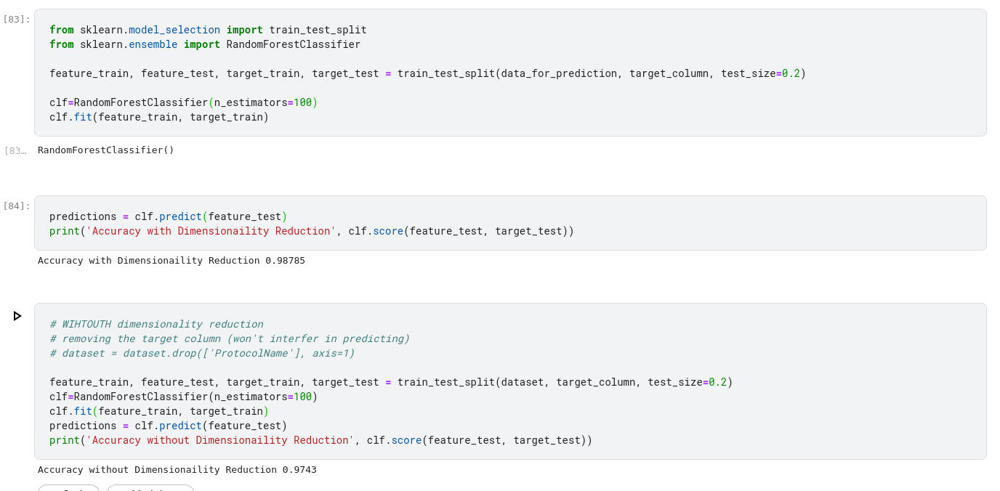 [83]:
from sklearn.model_selection import train_test_split
from sklearn.ensemble import RandomForestClassifier
feature_train, feature_test, target_train, target_test = train_test_split(data_for_prediction, target_column, test_size=0.2)
clf=RandomForestClassifier(n_estimators=100)
clf.fit(feature_train, target_train)
[83… RandomForestClassifier()
[84]:
predictions = clf.predict(feature_test)
print('Accuracy with Dimensionaility Reduction', clf.score(feature_test, target_test))
Accuracy with Dimensionaility Reduction 0.98785
# WIHTOUTH dimensionality reduction
# removing the target column (won't interfer in predicting)
# dataset = dataset.drop(['ProtocolName'], axis=1)
feature_train, feature_test, target_train, target_test = train_test_split(dataset, target_column, test_size=0.2)
clf=RandomForestClassifier(n_estimators=100)
clf.fit(feature_train, target_train)
predictions = clf.predict(feature_test)
print('Accuracy without Dimensionaility Reduction', clf.score(feature_test, target_test))
Accuracy without Dimensionaility Reduction 0.9743